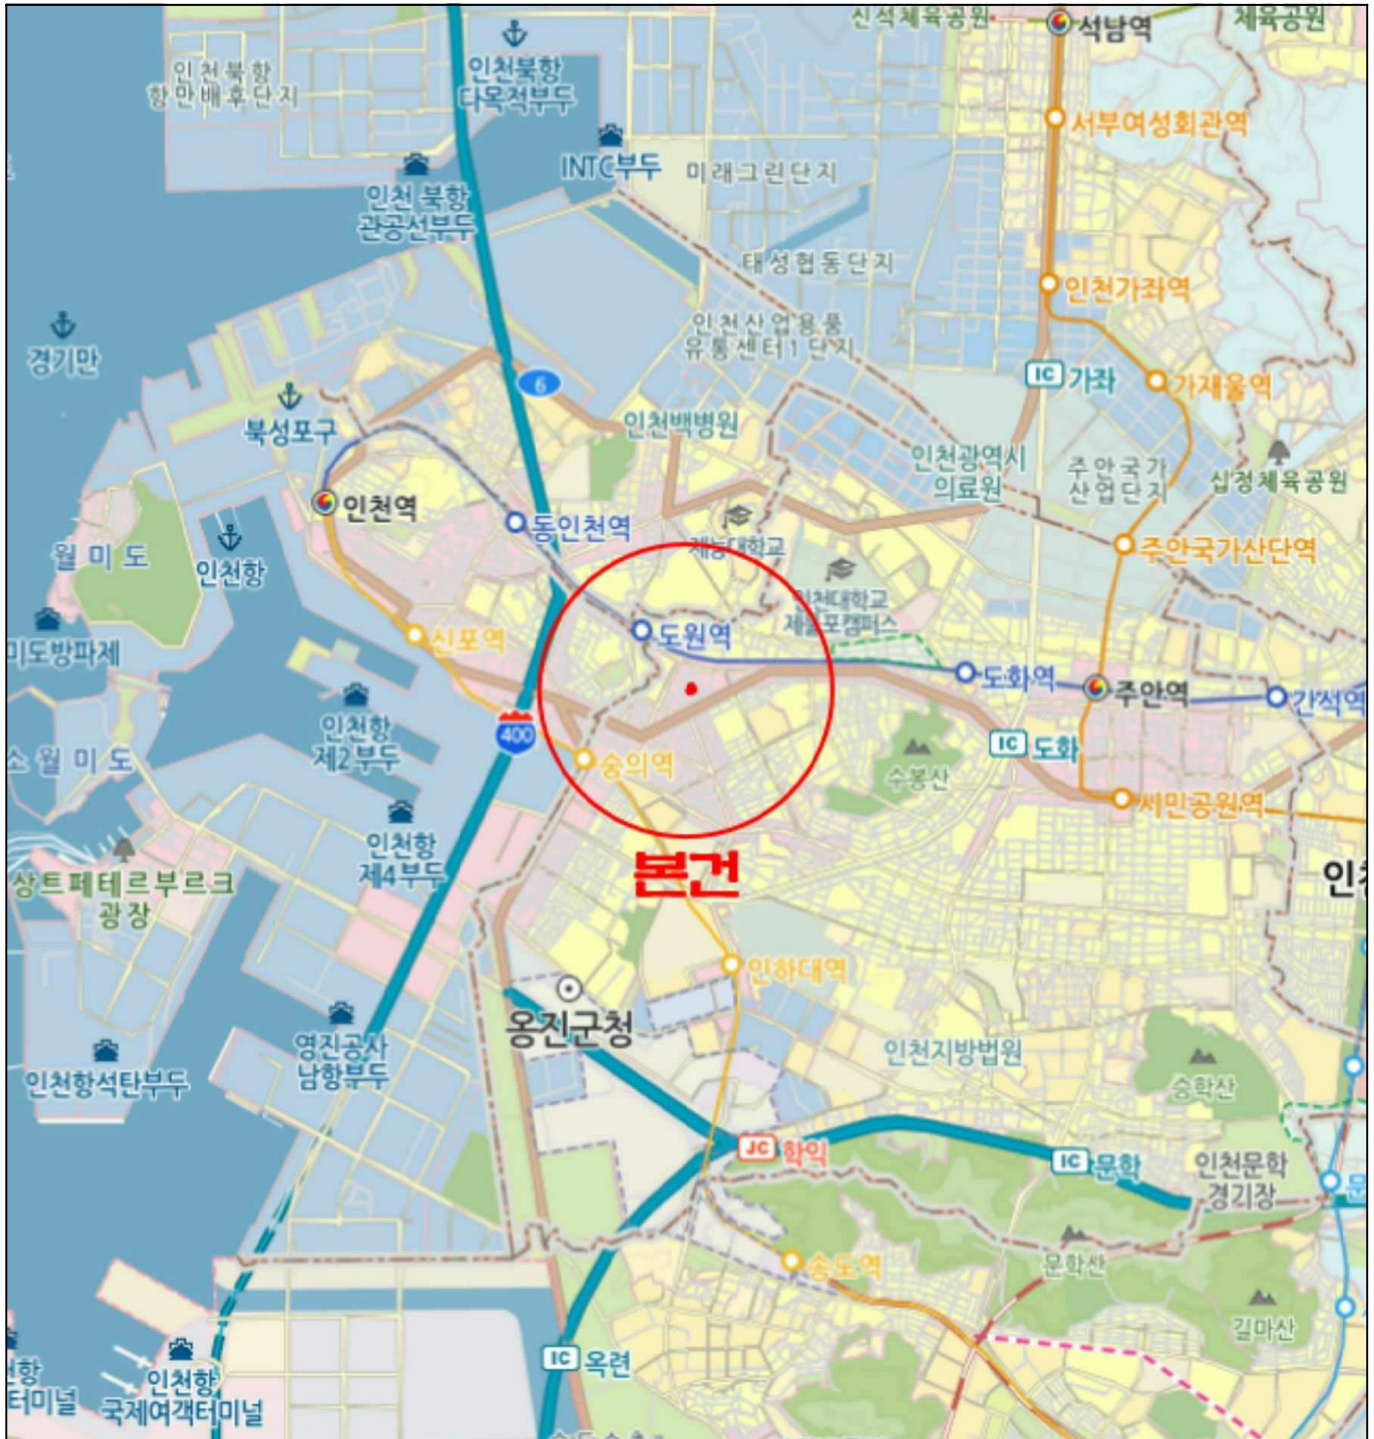 신석체육공원
석남역
체육공원
인천북항
항만배후단지
인천북항
다목적부두
서부여성회관역
INTC부두
미래그린단지
인천 북항
관공선부두
태성협동단지
인천가좌역
경기만
인천산업용품
유통센터1단지
IC 가좌
가재울역
6
북성포구
인천백병원
인천광역시
의료원
주안국가
산업단지
십정체육공원
인천역
동인천역
재능대학교
주안국가산단역
월미도
인천항
인천대학교
제물포캠퍼스
신포역
도원역
미도방파제
도화역
주안역
간석역
인천항
제2부두
400
숭의역
IC 도화
수봉산
소월미도
시민공원역
인천항
제4부두
본건
상트페테르부르크
광장
인하대역
옹진군청
영진공사
남항부두
인천지방법원
인천항석탄부두
승학산
JC 학익
IC 문학
인천문학
경기장
송도역
문학산
길마산
IC 옥련
인천항
국제여객터미널
터미널